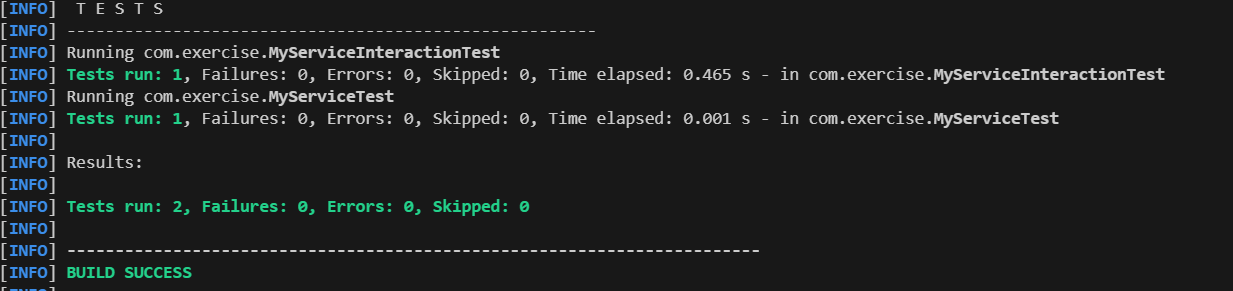 [INFO]  T E S T S
[INFO] -------------------------------------------------------
[INFO] Running com.exercise.MyServiceInteractionTest
[INFO] Tests run: 1, Failures: 0, Errors: 0, Skipped: 0, Time elapsed: 0.465 s - in com.exercise.MyServiceInteractionTest
[INFO] Running com.exercise.MyServiceTest
[INFO] Tests run: 1, Failures: 0, Errors: 0, Skipped: 0, Time elapsed: 0.001 s - in com.exercise.MyServiceTest
[INFO]
[INFO] Results:
[INFO]
[INFO] Tests run: 2, Failures: 0, Errors: 0, Skipped: 0
[INFO]
[INFO] ------------------------------------------------------------------------
[INFO] BUILD SUCCESS